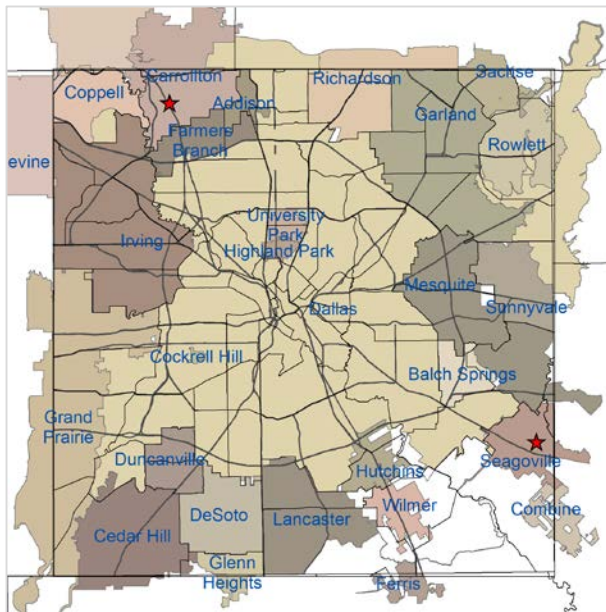 Carrollton
Richardson
Sachse
Coppell
Addison
Garland
Farmers
Branch
Rowlett
evine
University
Park
Highland Park
Irving
Mesquite
Sunnyvale
Dallas
Cockrell Hill
Balch Springs
Grand
Prairie
Duncanville
Hutchins
Seagoville
DeSoto
Lancaster
Wilmer
Combine
Cedar Hill
Glenn
Heights
Ferris